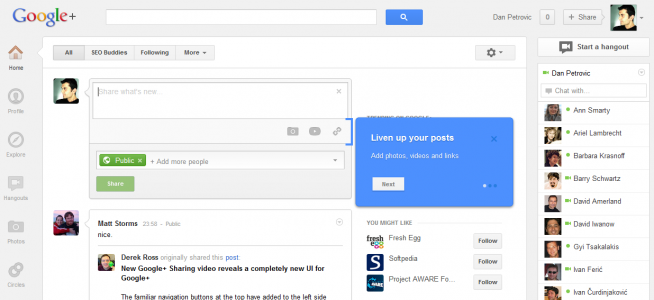 Google+
Dan Petrovic
0
+ Share
All
SEO Buddies
Following
More
Home
Profile
Explore
Hangouts
Photos
Circles
Share what's new...
Public
+ Add more people
Share
Liven up your posts
Add photos, videos and links
Next
Matt Storms 23:58 - Public
nice.
Derek Ross originally shared this post:
New Google+ Sharing video reveals a completely new UI for
Google+
The familiar navigation buttons at the top have added to the left side
YOU MIGHT LIKE
Fresh Egg
Follow
Softpedia
Follow
Project AWARE Fo...
Follow
fresh
egg
Start a hangout
Dan Petrovic
Chat with...
Ann Smarty
Ariel Lambrecht
Barbara Krasnoff
Barry Schwartz
David Amerland
David Iwanow
Gyi Tsakalakis
Ivan Ferić
Ivan Čurdinjaković